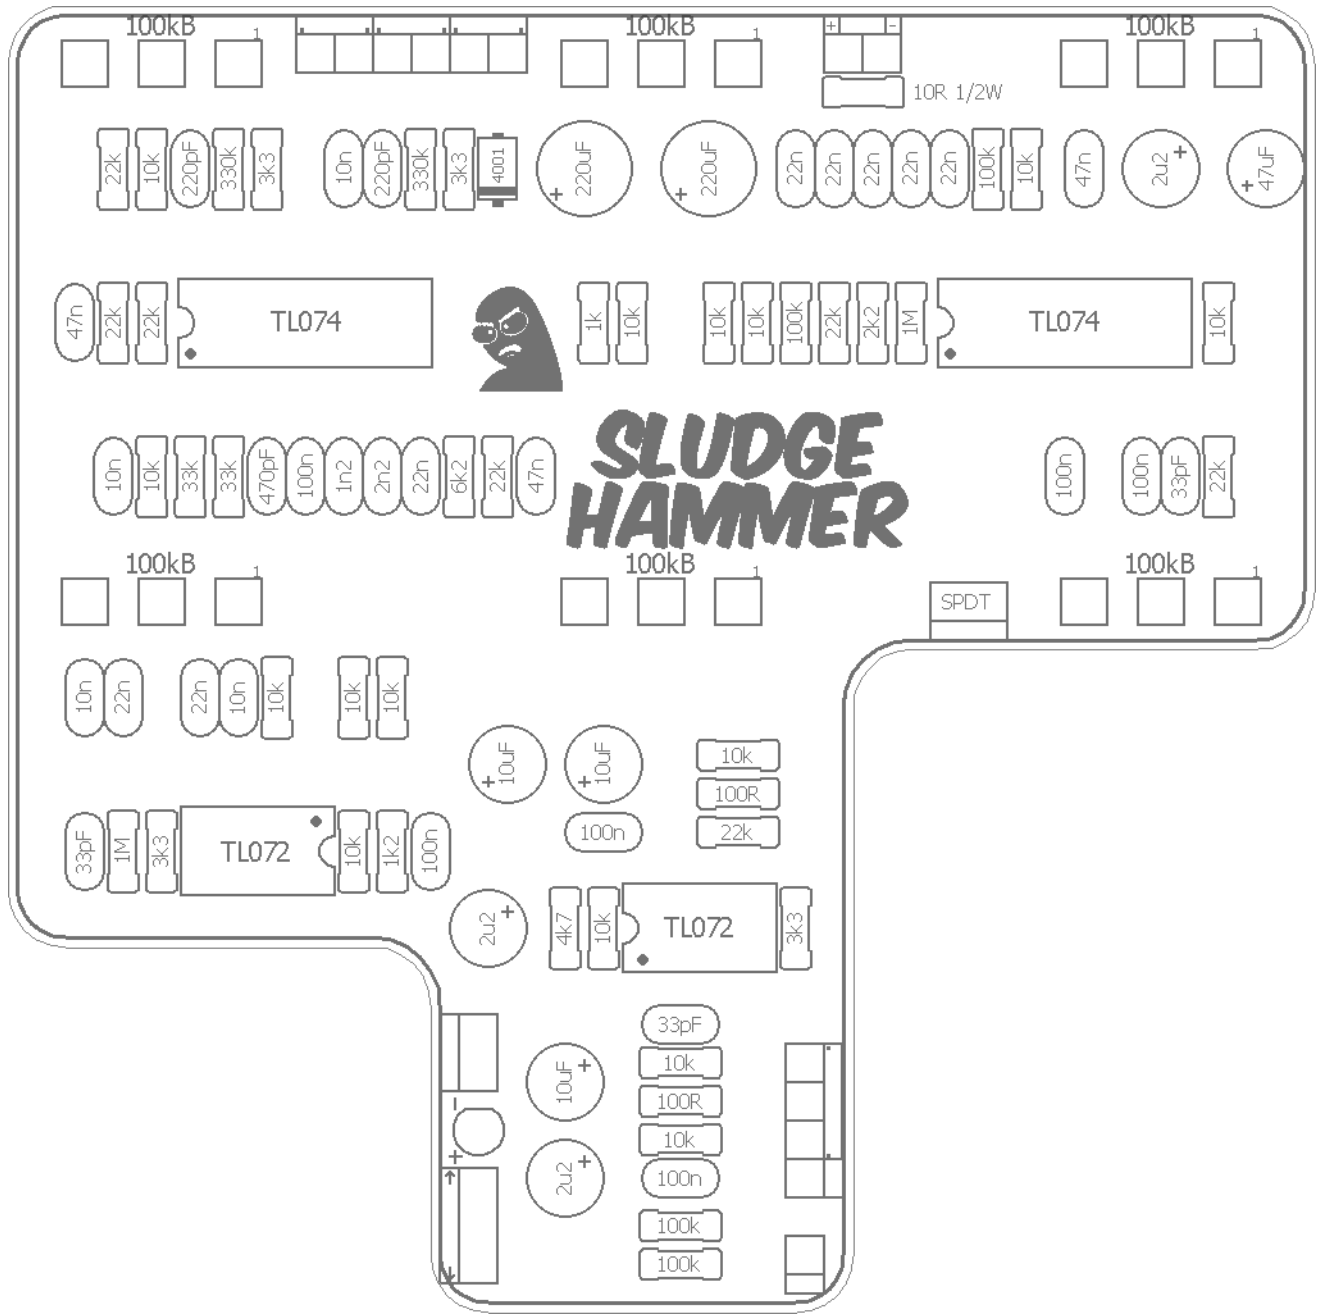 100kB 100kB 100kB
1 1 + - 1
10R 1/2W
22k 10k 220pF 330k 3k3 10n 220pF 330k 3k3 4001 220uF + 220uF + 22n 22n 22n 22n 22n 100k 10k 47n 2u2 + 47uF +
47n 22k 22k TL074 1k 10k 10k 10k 100k 22k 2k2 1M TL074 10k
SLUDGE
HAMMER
10n 10k 33k 33k 470pF 100n 1n2 2n2 22n 6k2 22k 47n 100n 100n 33pF 22k
100kB 100kB 100kB
1 1 1
SPDT
10n 22n 22n 10n 10k 10k 10k
10uF + 10uF + 10k
100R
100n 22k
33pF 1M 3k3 TL072 10k 1k2 100n
2u2 + 4k7 10k TL072 3k3
33pF
10uF + 10k
- 100R
+ 10k
2u2 + 100n
100k
100k